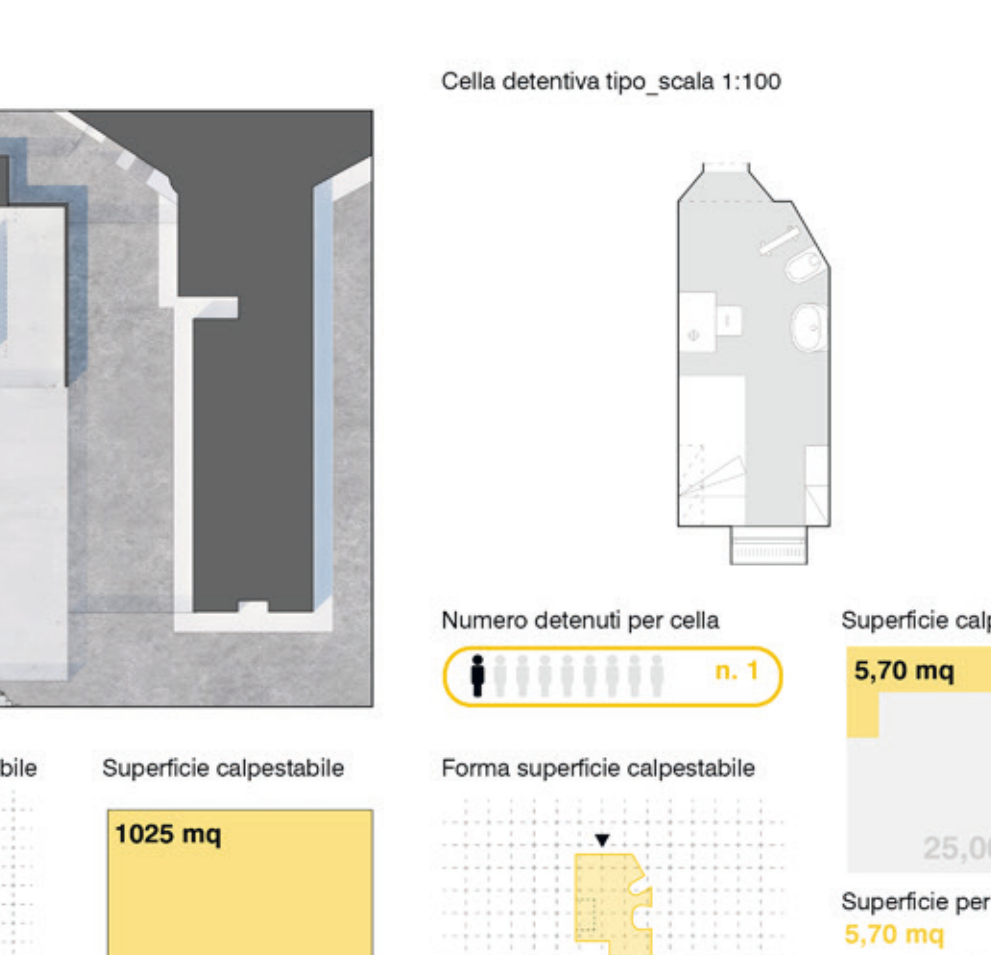 Cella detentiva tipo_scala 1:100
Numero detenuti per cella
n. 1
Superficie
5,70 mq
Superficie calpestabile
1025 mq
Forma superficie calpestabile
Superficie per
5,70 mq